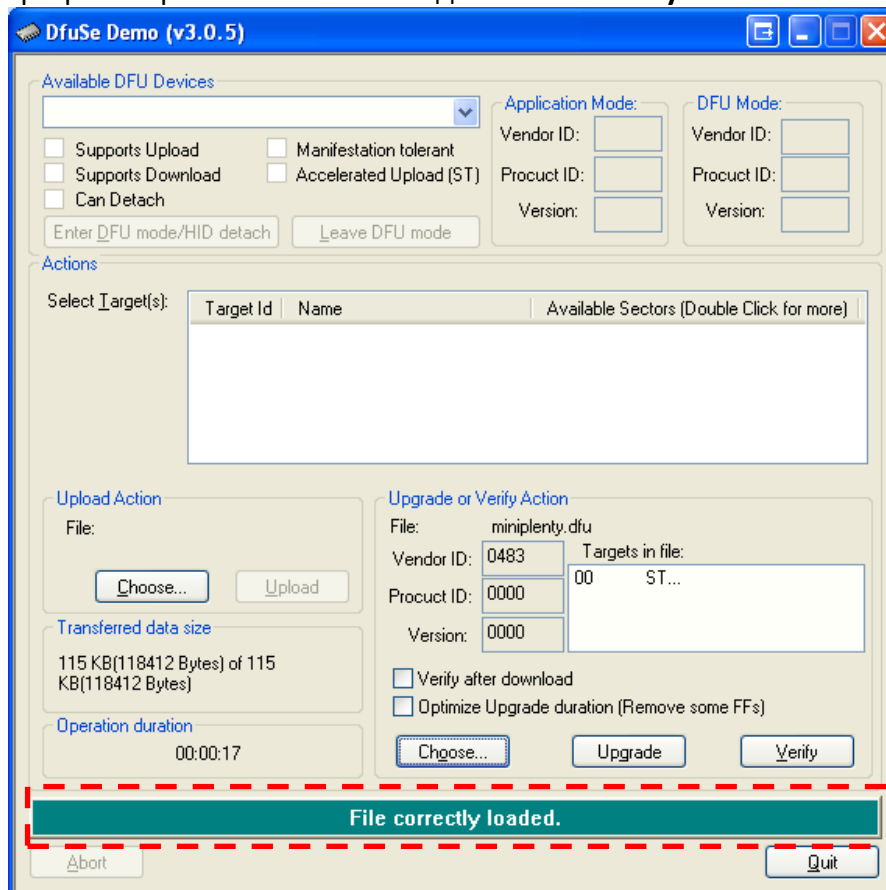 DfuSe Demo (v3.0.5)
Available DFU Devices
Supports Upload
Manifestation tolerant
Supports Download
Accelerated Upload (ST)
Can Detach
Enter DFU mode/HID detach
Leave DFU mode
Application Mode:
Vendor ID:
Procuct ID:
Version:
DFU Mode:
Vendor ID:
Procuct ID:
Version:
Actions
Select Target(s):
Target Id
Name
Available Sectors (Double Click for more)
Upload Action
File:
Choose...
Upload
Transferred data size
115 KB(118412 Bytes) of 115
KB(118412 Bytes)
Operation duration
00:00:17
Upgrade or Verify Action
File: miniplenty.dfu
Vendor ID: 0483
Procuct ID: 0000
Version: 0000
Targets in file:
00 ST...
Verify after download
Optimize Upgrade duration (Remove some FFs)
Choose...
Upgrade
Verify
File correctly loaded.
Abort
Quit